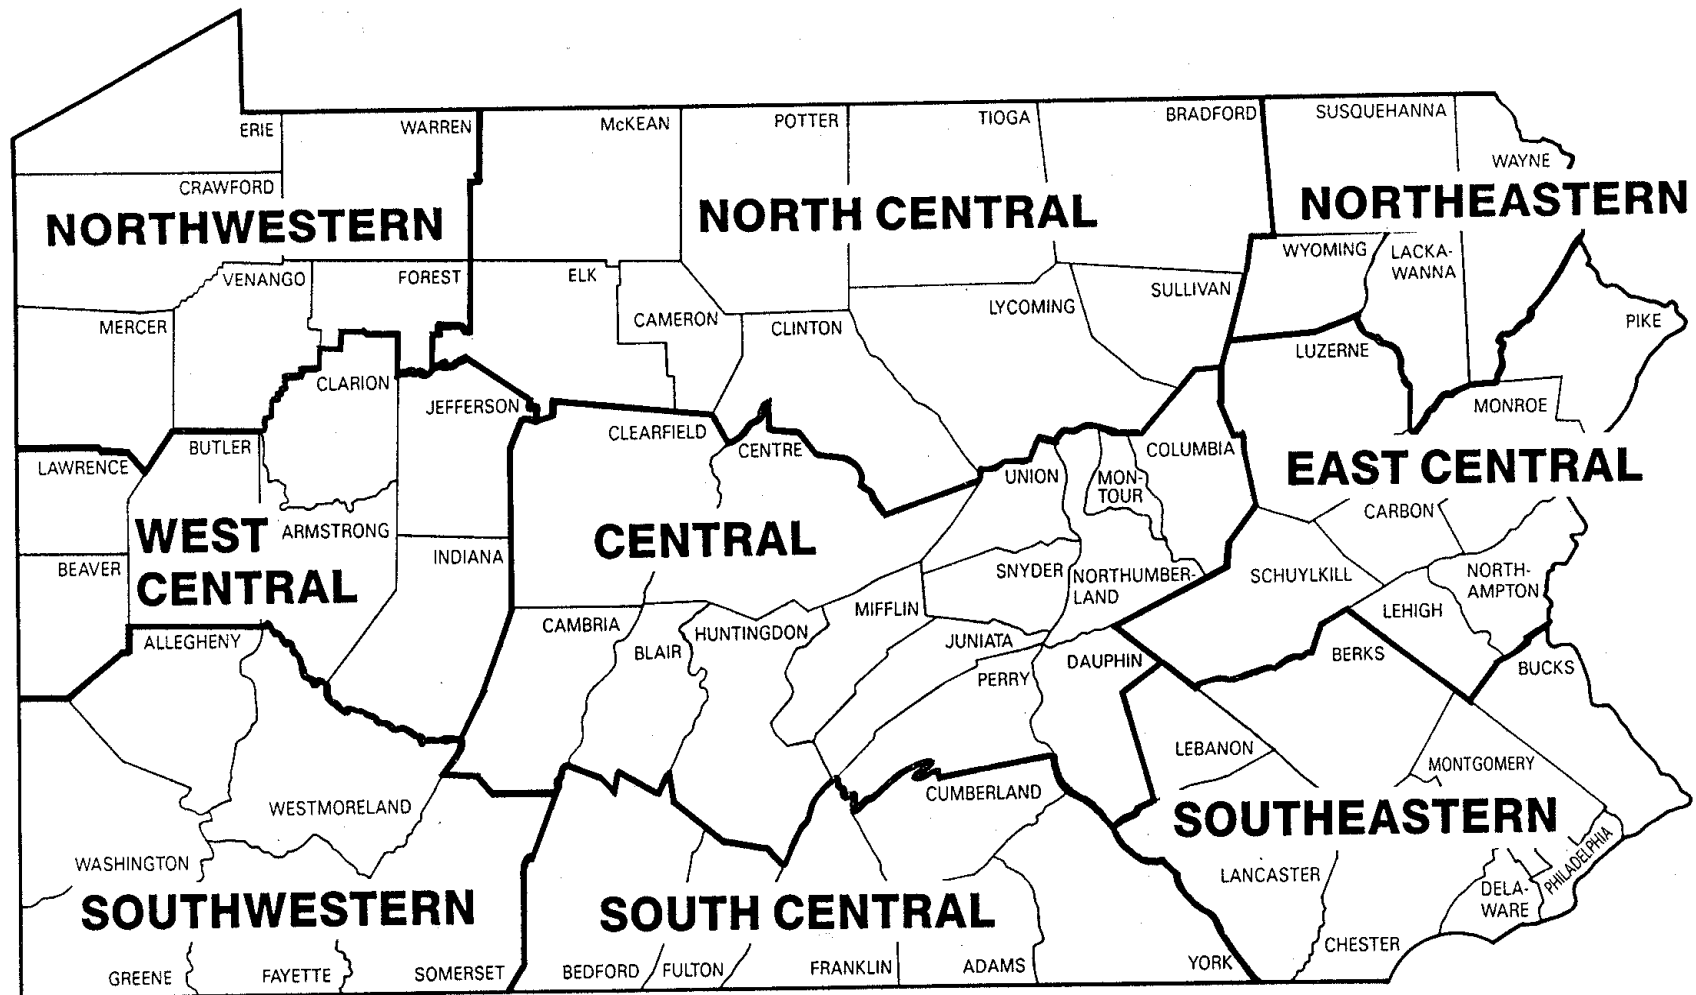 ERIE
WARREN
McKEAN
POTTER
TIOGA
BRADFORD
SUSQUEHANNA
WAYNE
CRAWFORD
NORTHWESTERN
NORTH CENTRAL
NORTHEASTERN
WYOMING
LACKA-
WANNA
VENANGO
FOREST
ELK
SULLIVAN
LYCOMING
MERCER
CAMERON
CLINTON
PIKE
LUZERNE
CLARION
JEFFERSON
MONROE
CLEARFIELD
BUTLER
CENTRE
COLUMBIA
LAWRENCE
UNION
MON-
TOUR
EAST CENTRAL
CARBON
WEST
CENTRAL
ARMSTRONG
CENTRAL
INDIANA
BEAVER
SNYDER
NORTHUMBER-
LAND
SCHUYLKILL
NORTH-
AMPTON
MIFFLIN
LEHIGH
ALLEGHENY
CAMBRIA
HUNTINGDON
JUNIATA
BLAIR
DAUPHIN
BERKS
BUCKS
PERRY
LEBANON
MONTGOMERY
WESTMORELAND
CUMBERLAND
SOUTHEASTERN
WASHINGTON
LANCASTER
PHILADELPHIA
DELA-
WARE
SOUTHWESTERN
SOUTH CENTRAL
CHESTER
GREENE
FAYETTE
SOMERSET
BEDFORD
FULTON
FRANKLIN
ADAMS
YORK